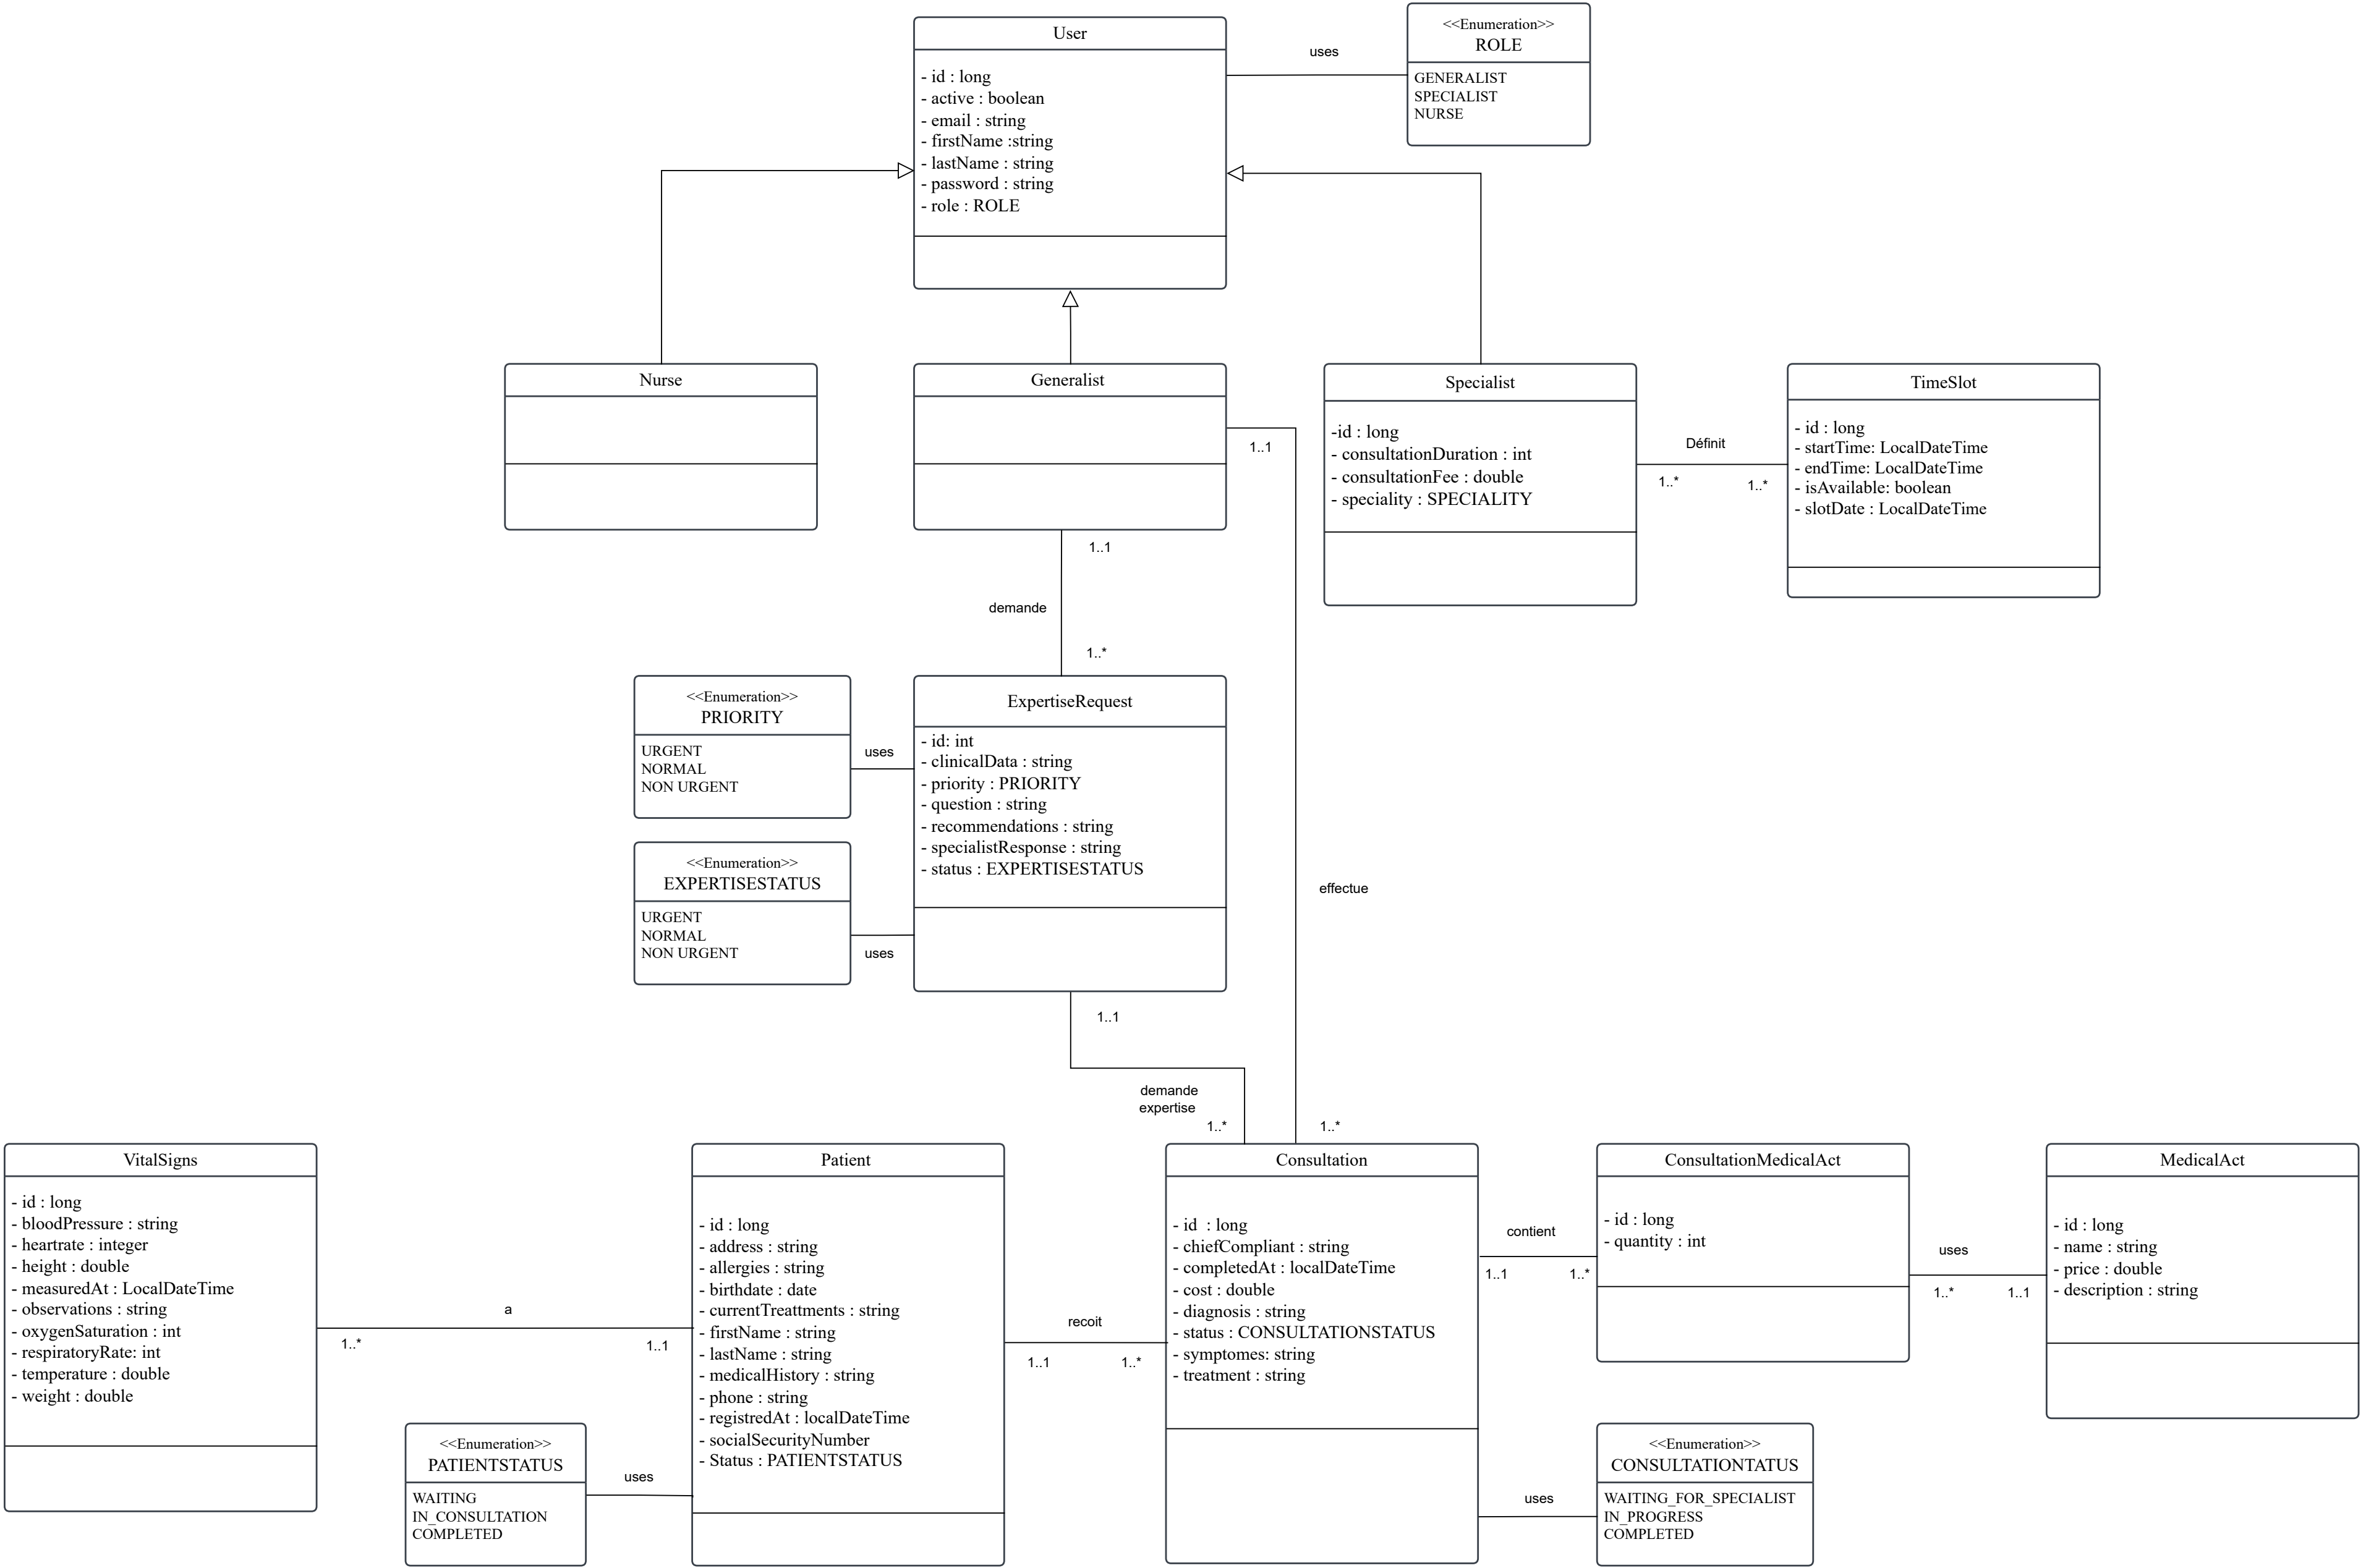 User
- id : long
- active : boolean
- email : string
- firstName :string
- lastName : string
- password : string
- role : ROLE
uses
<<Enumeration>>
ROLE
GENERALIST
SPECIALIST
NURSE
Nurse
Generalist
1..1
Specialist
-id : long
- consultationDuration : int
- consultationFee : double
- speciality : SPECIALITY
Définit
1..*
1..*
TimeSlot
- id : long
- startTime: LocalDateTime
- endTime: LocalDateTime
- isAvailable: boolean
- slotDate : LocalDateTime
1..1
demande
1..*
<<Enumeration>>
PRIORITY
URGENT
NORMAL
NON URGENT
uses
ExpertiseRequest
- id: int
- clinicalData : string
- priority : PRIORITY
- question : string
- recommendations : string
- specialistResponse : string
- status : EXPERTISESTATUS
<<Enumeration>>
EXPERTISESTATUS
URGENT
NORMAL
NON URGENT
uses
effectue
1..1
demande
expertise
1..*
1..*
VitalSigns
- id : long
- bloodPressure : string
- heartrate : integer
- height : double
- measuredAt : LocalDateTime
- observations : string
- oxygenSaturation : int
- respiratoryRate: int
- temperature : double
- weight : double
a
1..*
1..1
Patient
- id : long
- address : string
- allergies : string
- birthdate : date
- currentTreattments : string
- firstName : string
- lastName : string
- medicalHistory : string
- phone : string
- registredAt : localDateTime
- socialSecurityNumber
- Status : PATIENTSTATUS
<<Enumeration>>
PATIENTSTATUS
WAITING
IN_CONSULTATION
COMPLETED
uses
recoit
1..1
1..*
Consultation
- id  : long
- chiefCompliant : string
- completedAt : localDateTime
- cost : double
- diagnosis : string
- status : CONSULTATIONSTATUS
- symptomes: string
- treatment : string
contient
1..1
1..*
ConsultationMedicalAct
- id : long
- quantity : int
uses
1..*
1..1
MedicalAct
- id : long
- name : string
- price : double
- description : string
uses
<<Enumeration>>
CONSULTATIONTATUS
WAITING_FOR_SPECIALIST
IN_PROGRESS
COMPLETED